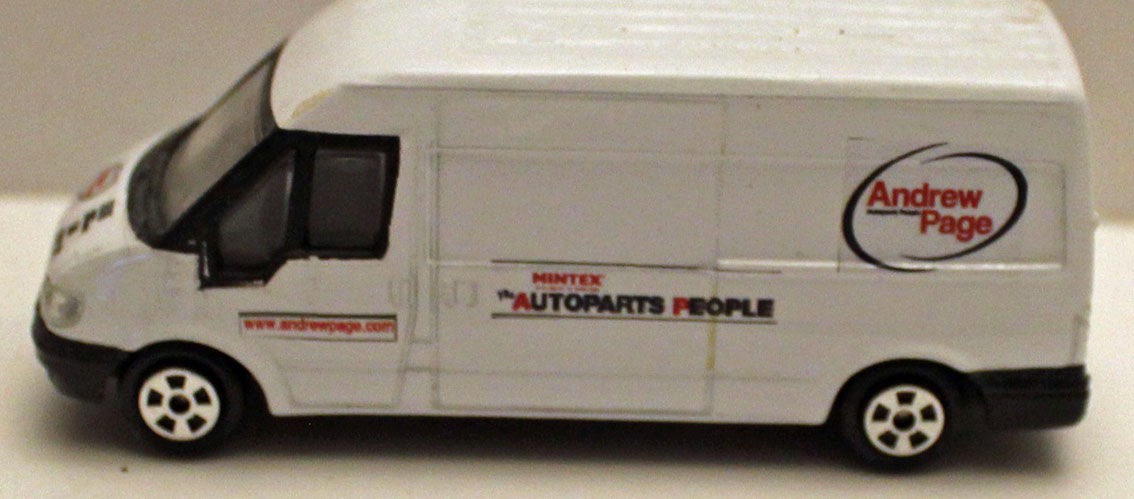 Andrew
Page
MINTEX
The AUTOPARTS PEOPLE
www.andrewpage.com